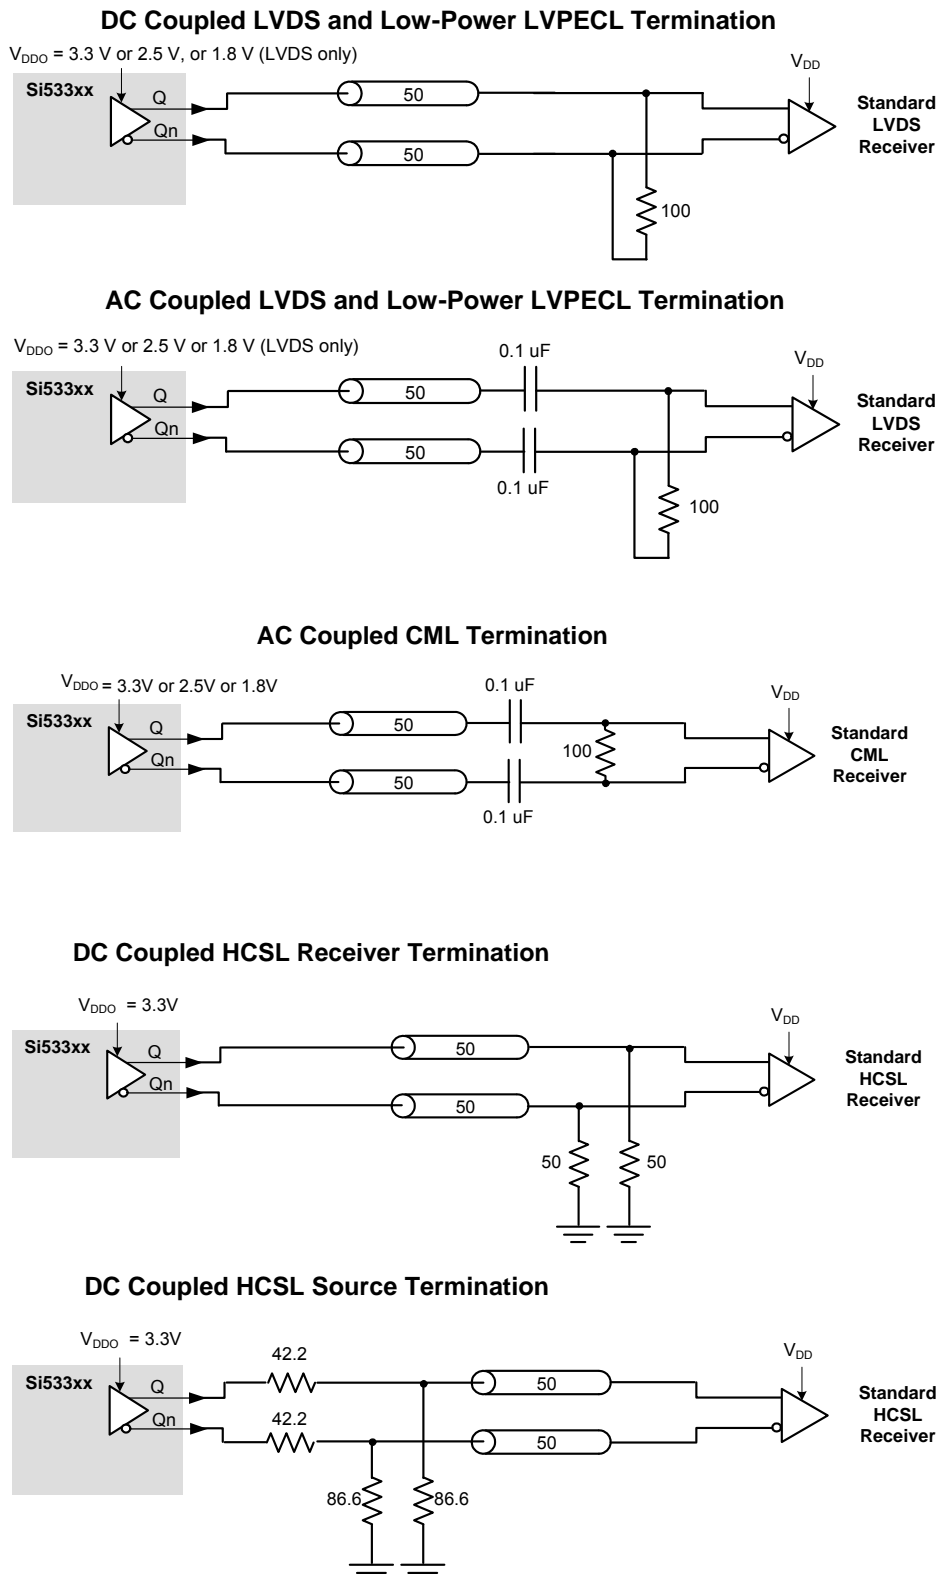 DC Coupled LVDS and Low-Power LVPECL Termination
VDDO = 3.3 V or 2.5 V, or 1.8 V (LVDS only)
Si533xx
Q
Qn
50
50
100
VDD
Standard
LVDS
Receiver
AC Coupled LVDS and Low-Power LVPECL Termination
VDDO = 3.3 V or 2.5 V or 1.8 V (LVDS only)
Si533xx
Q
Qn
50
50
0.1 uF
0.1 uF
100
VDD
Standard
LVDS
Receiver
AC Coupled CML Termination
VDDO = 3.3V or 2.5V or 1.8V
Si533xx
Q
Qn
50
50
0.1 uF
0.1 uF
100
VDD
Standard
CML
Receiver
DC Coupled HCSL Receiver Termination
VDDO = 3.3V
Si533xx
Q
Qn
50
50
50
50
VDD
Standard
HCSL
Receiver
DC Coupled HCSL Source Termination
VDDO = 3.3V
Si533xx
Q
Qn
42.2
42.2
86.6
86.6
50
50
VDD
Standard
HCSL
Receiver